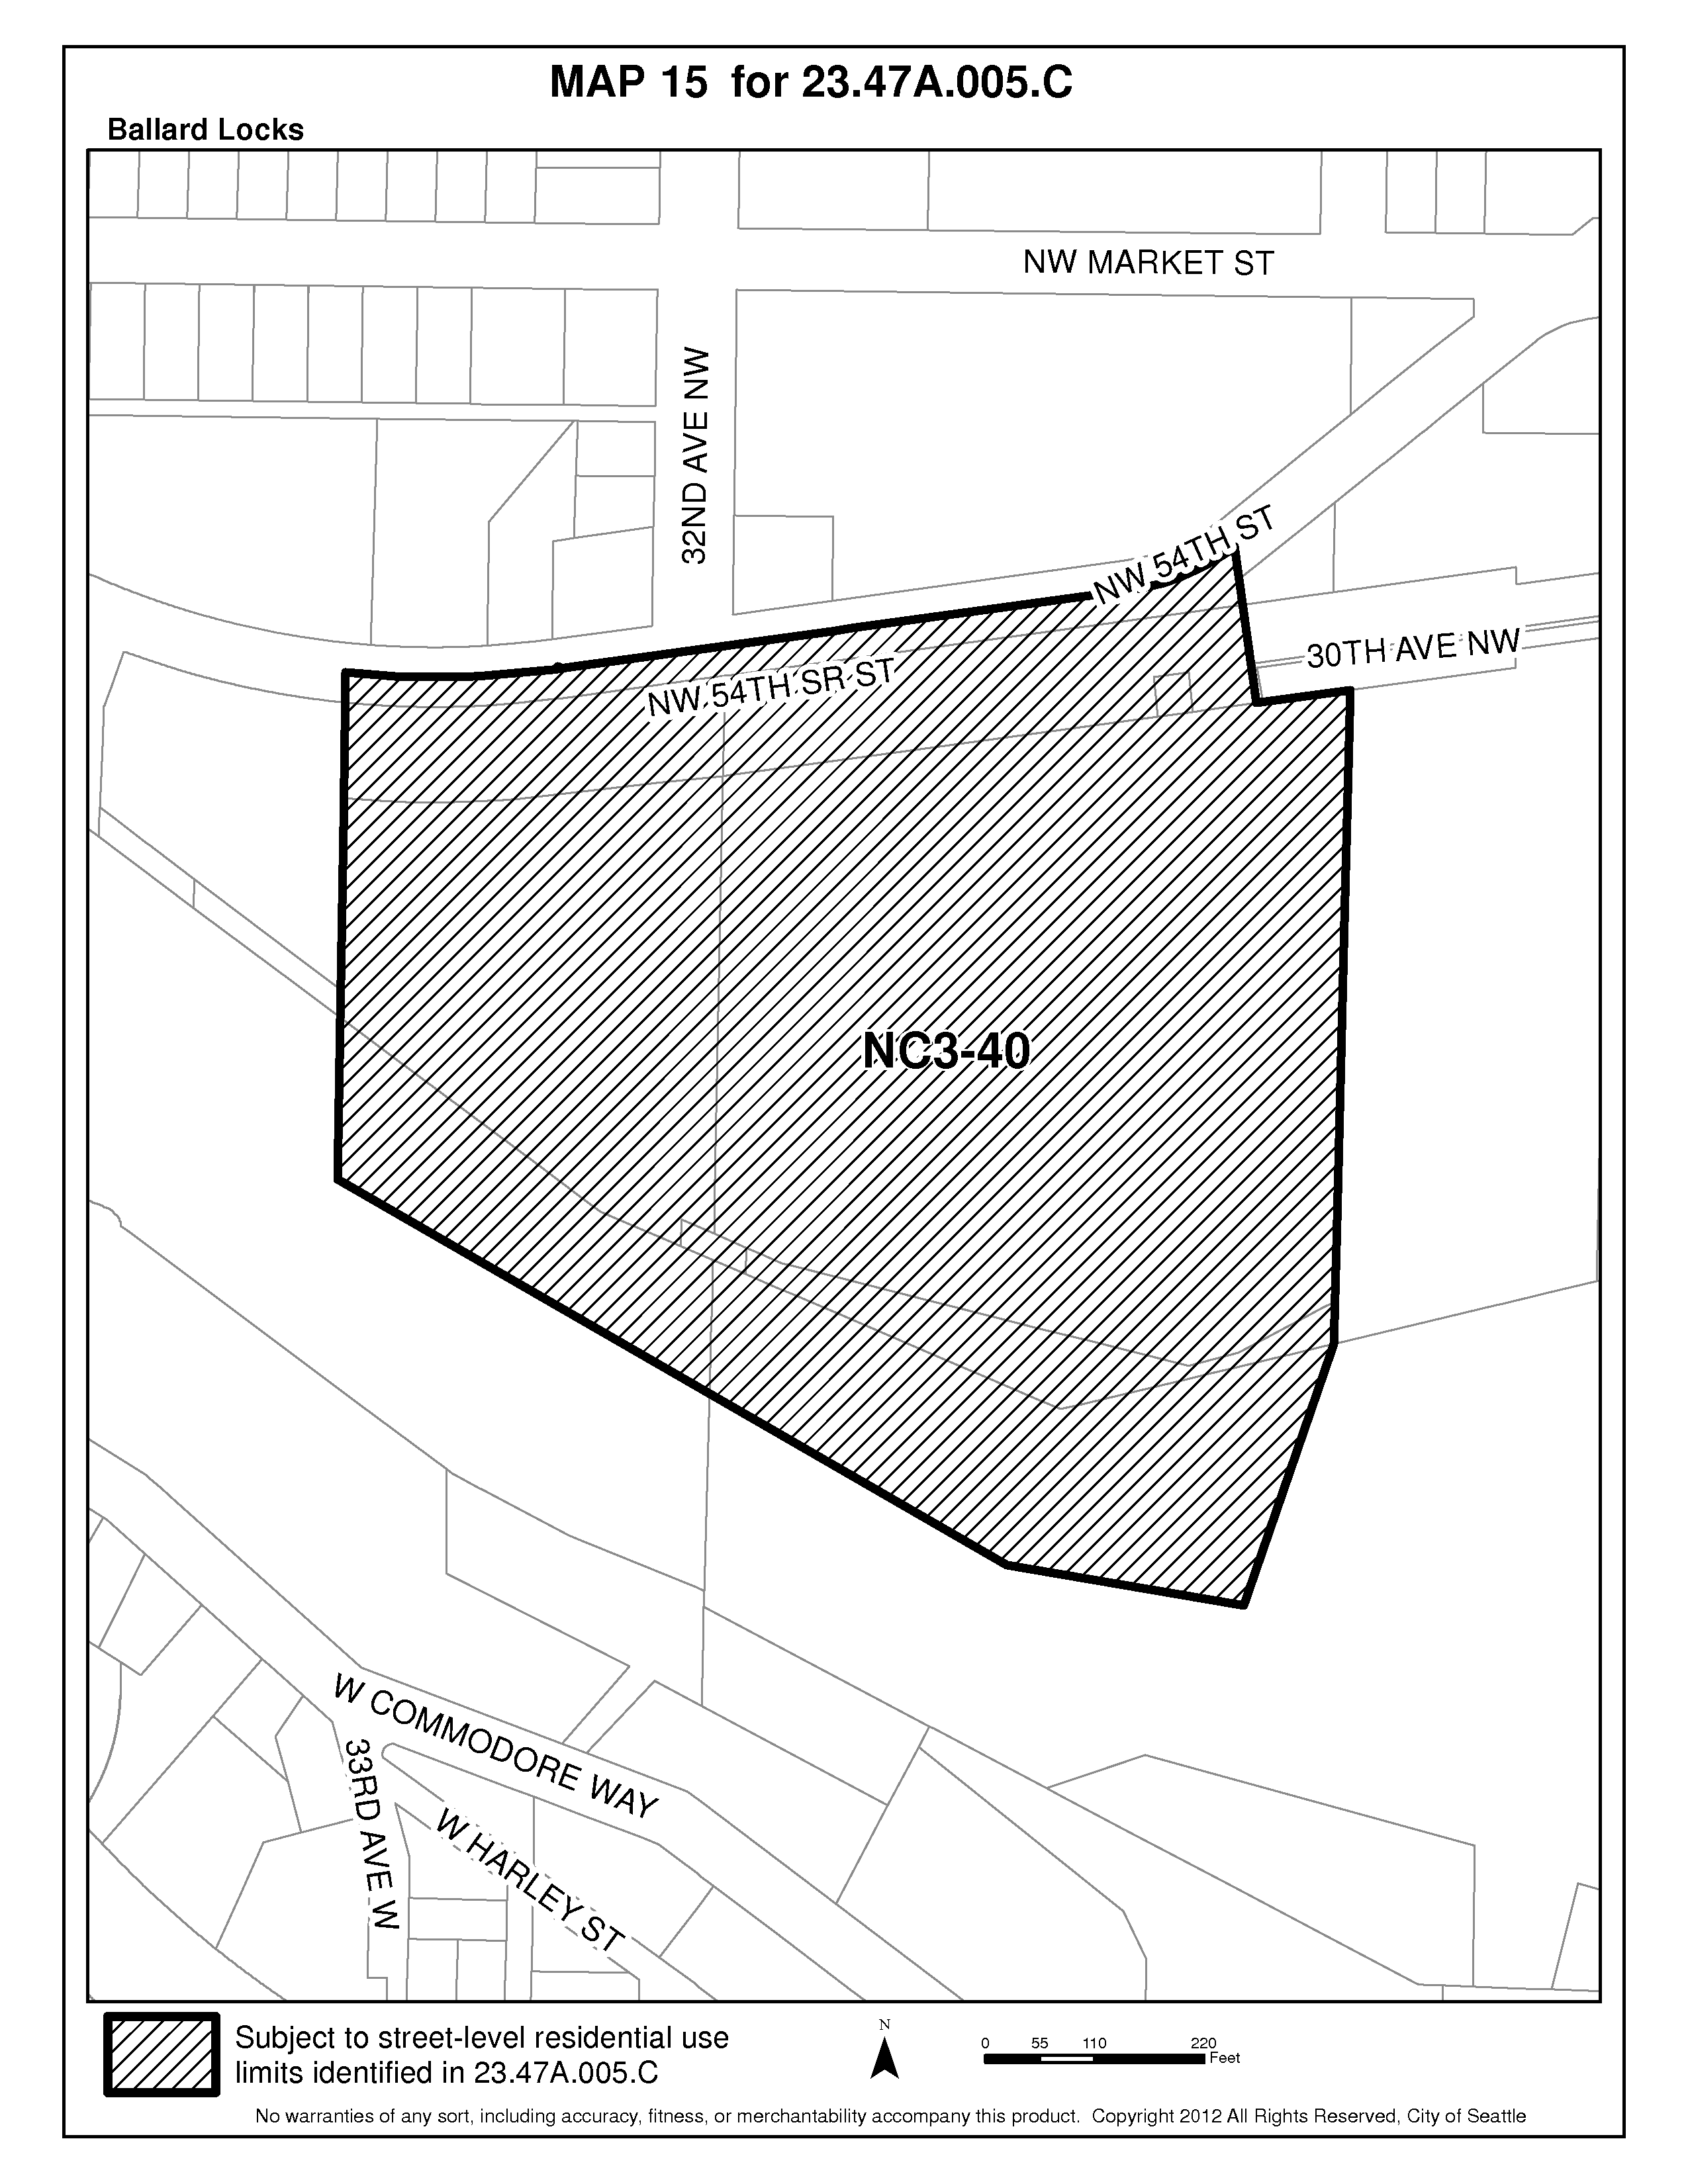 MAP 15 for 23.47A.005.C
Ballard Locks
NW MARKET ST
32ND AVE NW
NW 54TH ST
30TH AVE NW
NW 54TH SR ST
NC3-40
W COMMODORE WAY
33RD AVE W
W HARLEY ST
Subject to street-level residential use
limits identified in 23.47A.005.C
N
0 55 110 220
Feet
No warranties of any sort, including accuracy, fitness, or merchantability accompany this product. Copyright 2012 All Rights Reserved, City of Seattle